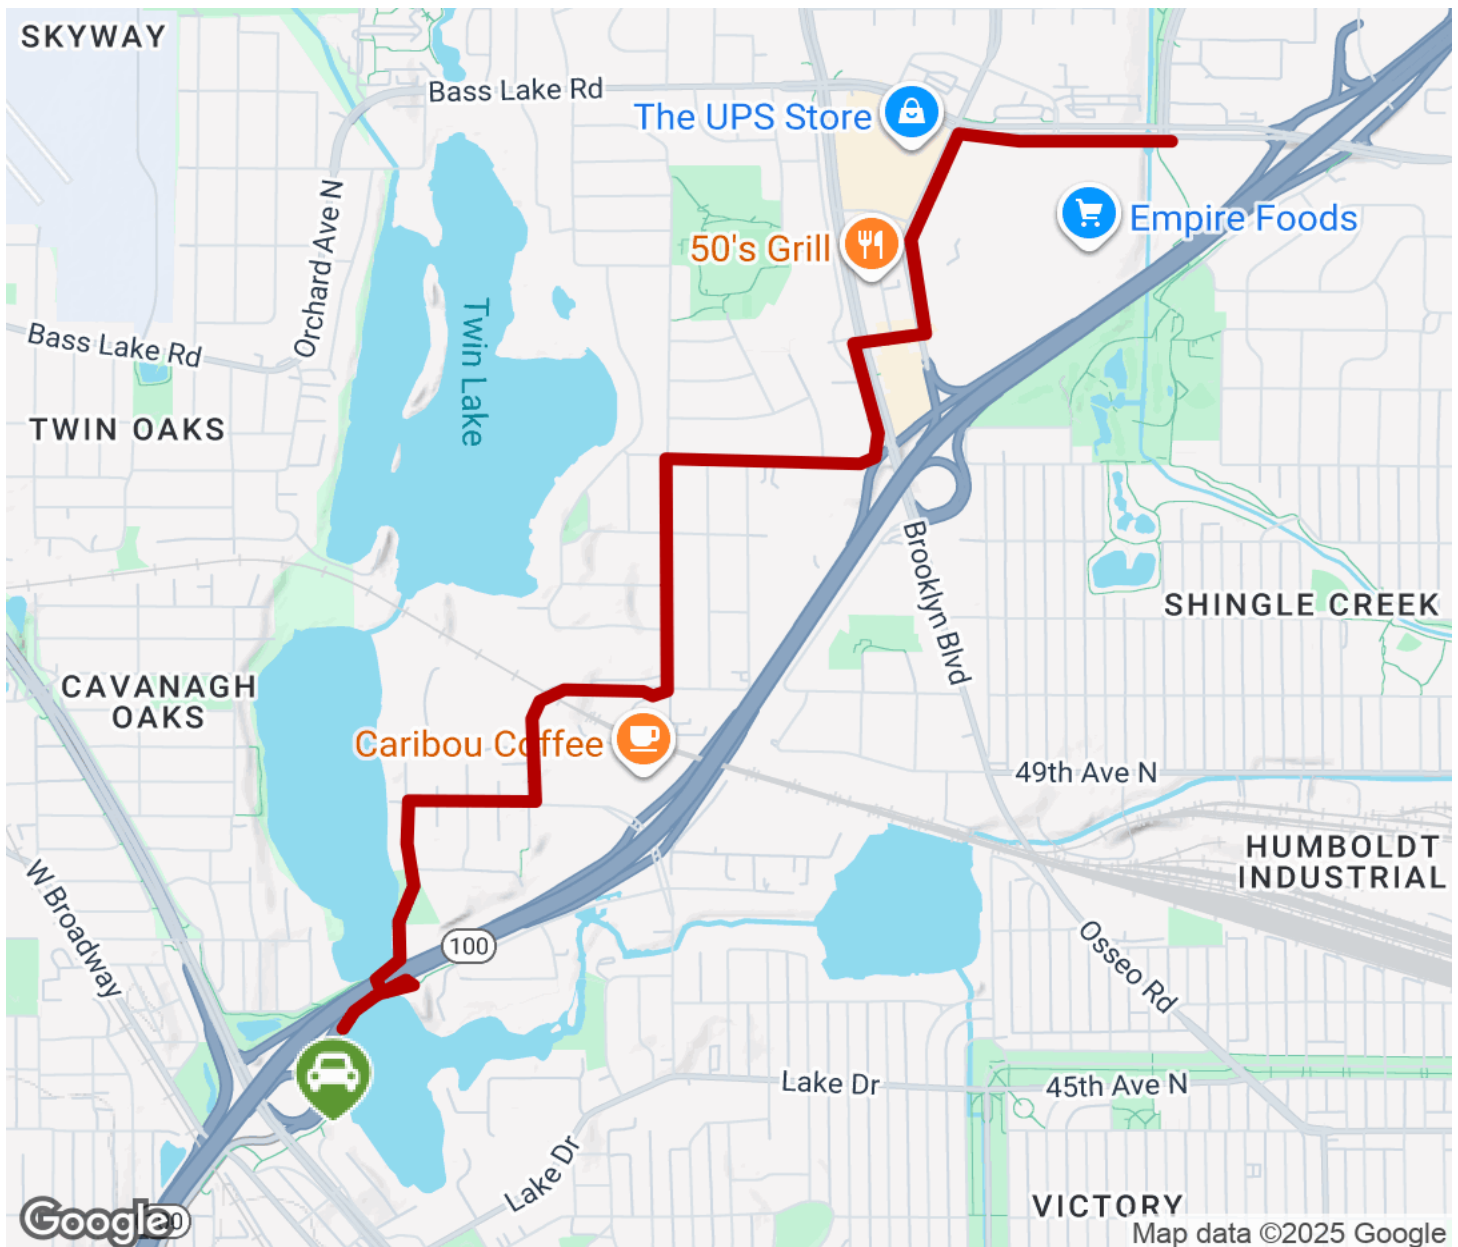 SKYWAY
Bass Lake Rd
The UPS Store
Orchard Ave N
50's Grill
Empire Foods
Bass Lake Rd
Twin Lake
TWIN OAKS
Brooklyn Blvd
SHINGLE CREEK
CAVANAGH
OAKS
Caribou Coffee
49th Ave N
W Broadway
HUMBOLDT
INDUSTRIAL
100
Osseo Rd
Lake Dr
45th Ave N
Lake Dr
VICTORY
Google
Map data ©2025 Google